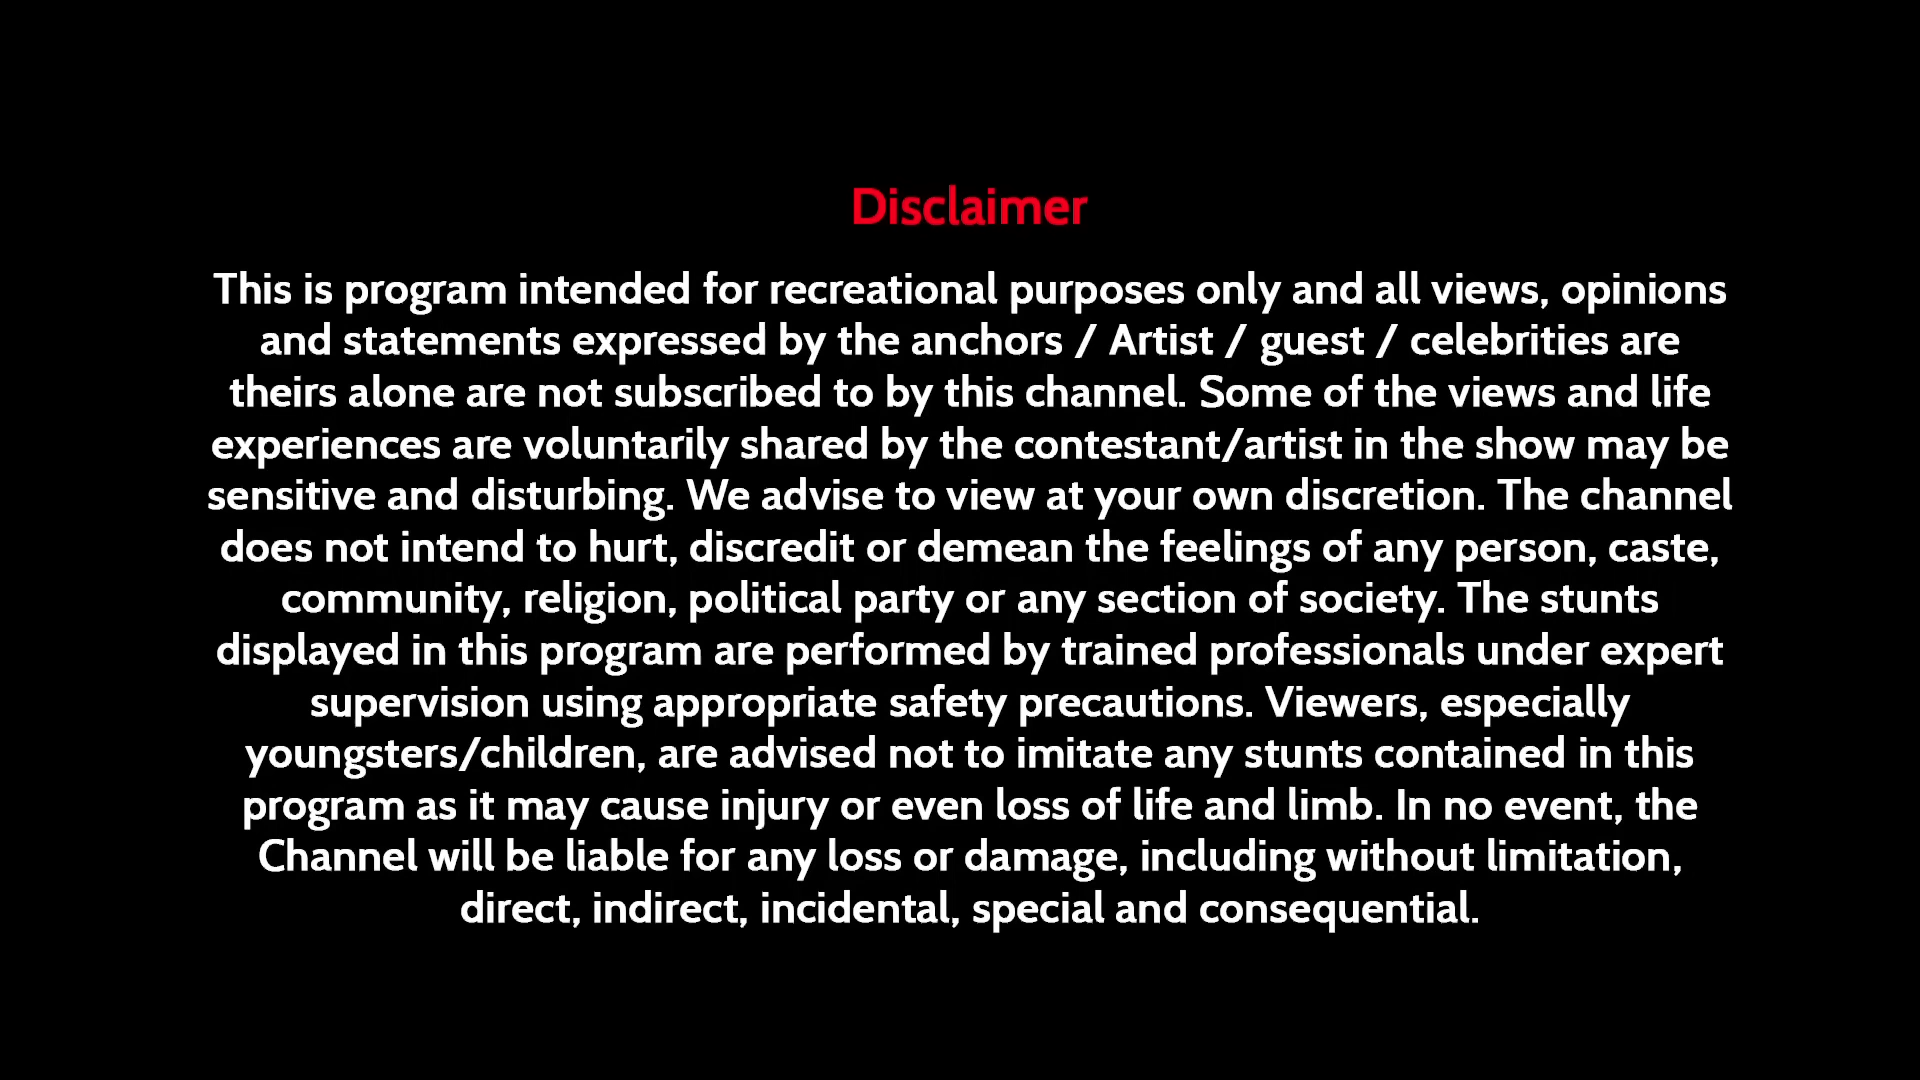 Disclaimer
This is program intended for recreational purposes only and all views, opinions
and statements expressed by the anchors / Artist / guest / celebrities are
theirs alone are not subscribed to by this channel. Some of the views and life
experiences are voluntarily shared by the contestant/artist in the show may be
sensitive and disturbing. We advise to view at your own discretion. The channel
does not intend to hurt, discredit or demean the feelings of any person, caste,
community, religion, political party or any section of society. The stunts
displayed in this program are performed by trained professionals under expert
supervision using appropriate safety precautions. Viewers, especially
youngsters/children, are advised not to imitate any stunts contained in this
program as it may cause injury or even loss of life and limb. In no event, the
Channel will be liable for any loss or damage, including without limitation,
direct, indirect, incidental, special and consequential.